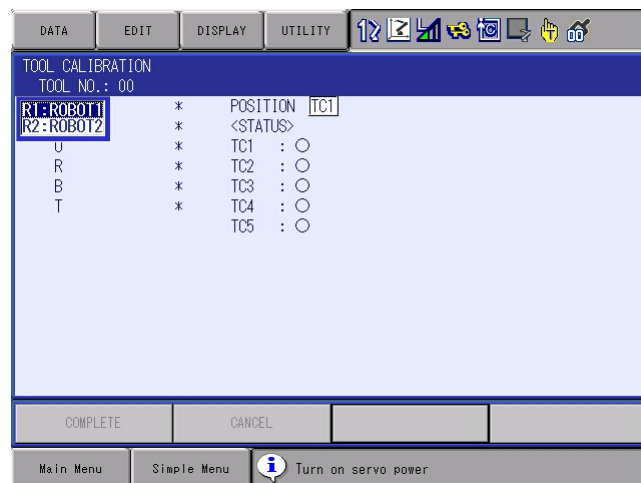 DATA EDIT DISPLAY UTILITY
TOOL CALIBRATION
TOOL NO.: 00
R1:ROBOT1 * POSITION TC1
R2:ROBOT2 * <STATUS>
U * TC1 :
R * TC2 :
B * TC3 :
T * TC4 :
TC5 :
COMPLETE CANCEL
Main Menu Simple Menu Turn on servo power